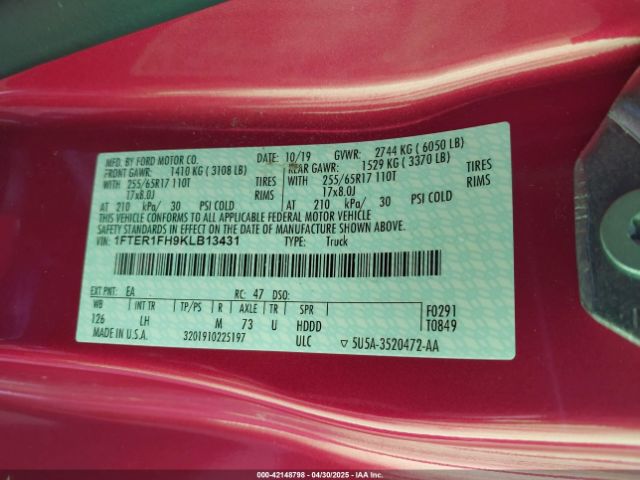 MFD. BY FORD MOTOR CO. DATE: 10/19 GVWR: 2744 KG ( 6050 LB)
FRONT GAWR: 1410 KG ( 3108 LB) REAR GAWR: 1529 KG ( 3370 LB)
WITH 255/65R17 110T TIRES WITH 255/65R17 110T TIRES
17x8.0J RIMS 17x8.0J RIMS
AT 210 kPa/ 30 PSI COLD AT 210 kPa/ 30 PSI COLD
THIS VEHICLE CONFORMS TO ALL APPLICABLE FEDERAL MOTOR VEHICLE
SAFETY STANDARDS IN EFFECT ON THE DATE OF MANUFACTURE SHOWN ABOVE.
VIN: 1FTER1FH9KLB13431 TYPE: Truck
EXT PNT: EA RC: 47 DSO:
WB INT TR TP/PS R AXLE TR SPR F0291
126 LH M 73 U HDDD T0849
MADE IN U.S.A. 3201910225197 ULC ▽ 5U5A-3520472-AA
000-42148798 - 04/30/2025 - IAA, Inc.